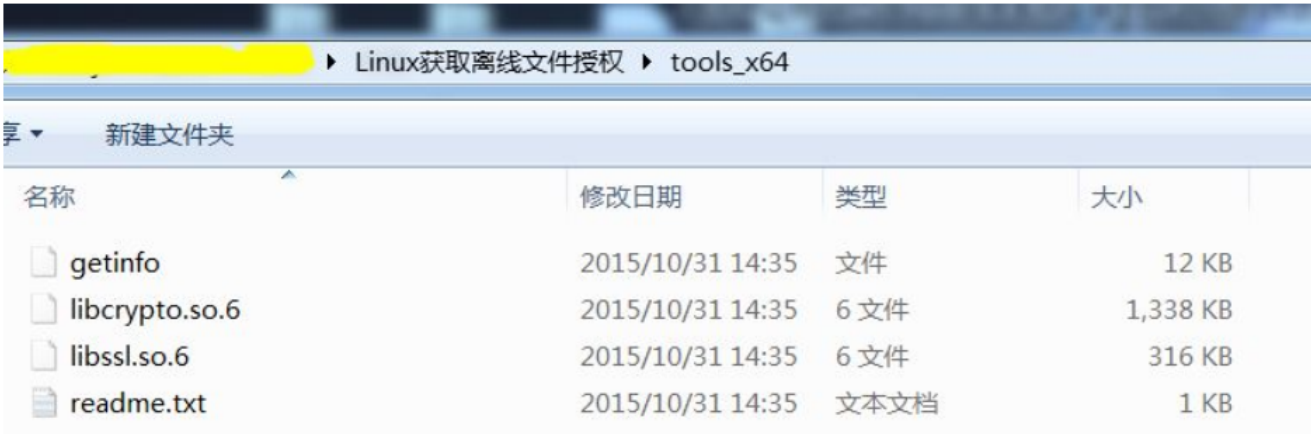 Linux获取离线文件授权 ▸ tools_x64
享 新建文件夹
名称 修改日期 类型 大小
getinfo 2015/10/31 14:35 文件 12 KB
libcrypto.so.6 2015/10/31 14:35 6 文件 1,338 KB
libssl.so.6 2015/10/31 14:35 6 文件 316 KB
readme.txt 2015/10/31 14:35 文本文档 1 KB